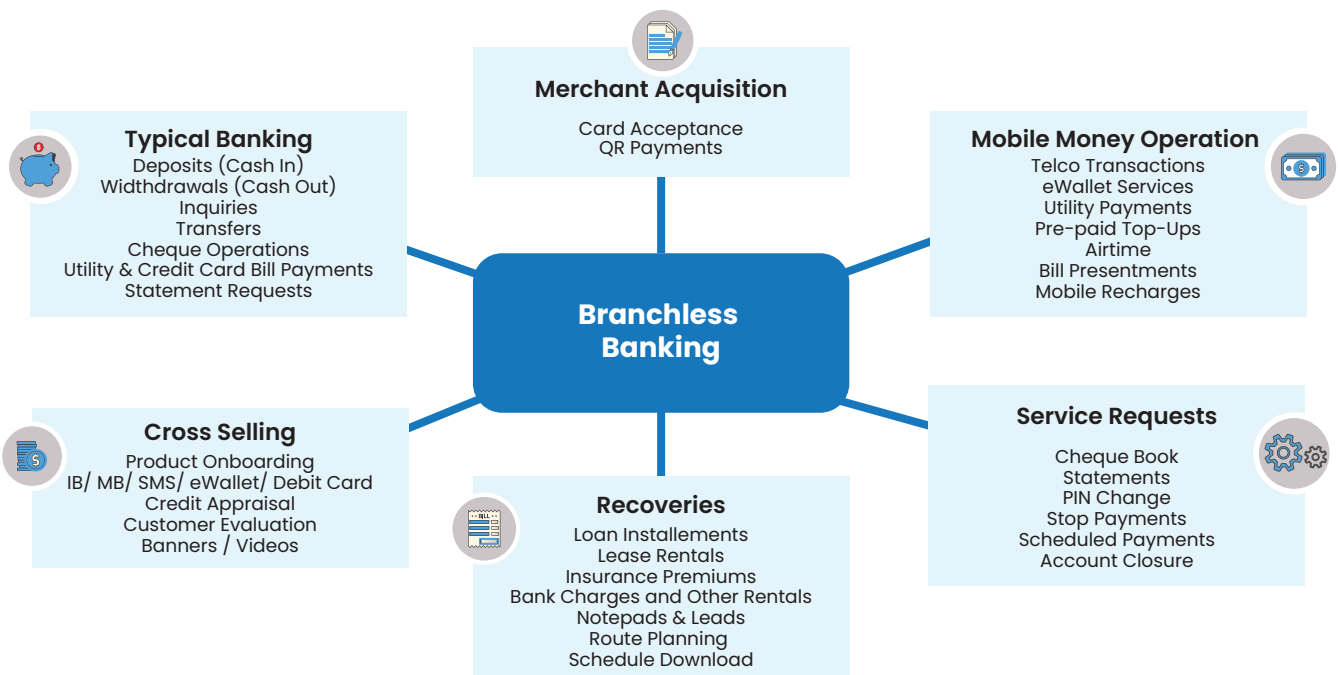 Merchant Acquisition
Card Acceptance
QR Payments
Typical Banking
Deposits (Cash In)
Widthdrawals (Cash Out)
Inquiries
Transfers
Cheque Operations
Utility & Credit Card Bill Payments
Statement Requests
Mobile Money Operation
Telco Transactions
eWallet Services
Utility Payments
Pre-paid Top-Ups
Airtime
Bill Presentments
Mobile Recharges
Branchless
Banking
Cross Selling
Product Onboarding
IB/ MB/ SMS/ eWallet/ Debit Card
Credit Appraisal
Customer Evaluation
Banners / Videos
BILL
Recoveries
Loan Installements
Lease Rentals
Insurance Premiums
Bank Charges and Other Rentals
Notepads & Leads
Route Planning
Schedule Download
Service Requests
Cheque Book
Statements
PIN Change
Stop Payments
Scheduled Payments
Account Closure